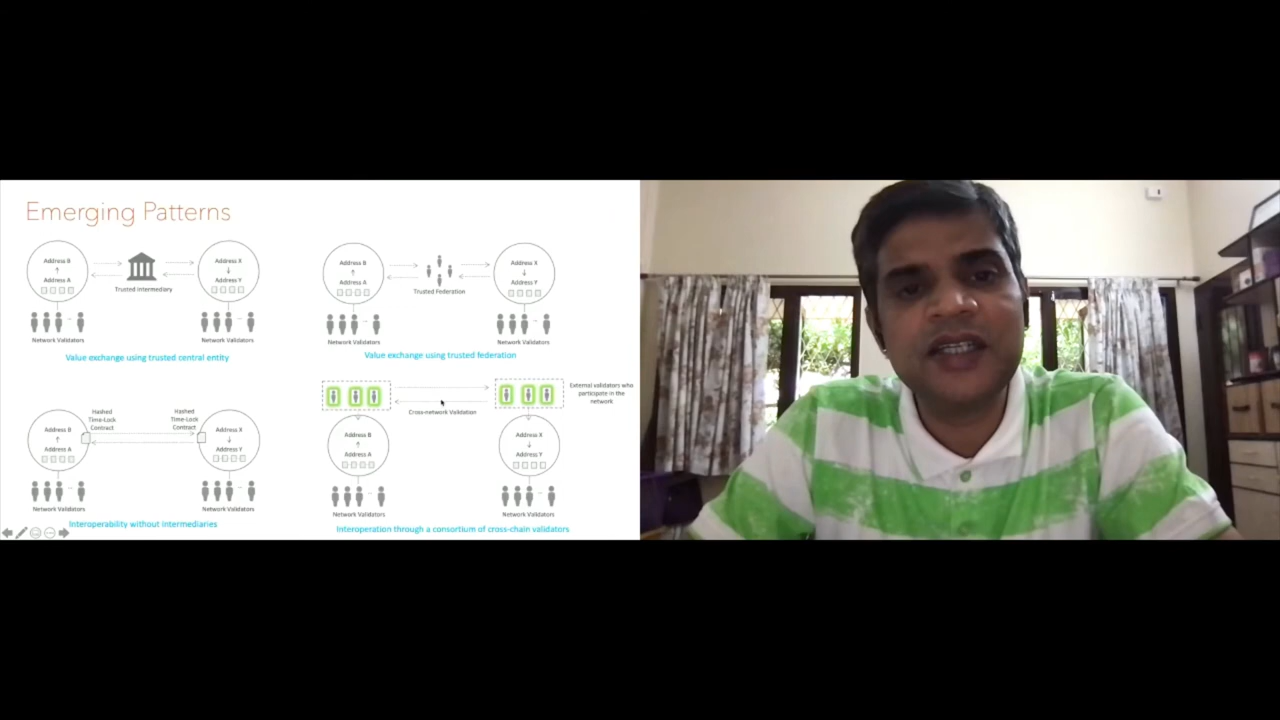 Emerging Patterns
Address B
Address A
Trusted Intermediary
Address X
Address Y
Network Validators
Network Validators
Value exchange using trusted central entity
Address B
Address A
Trusted Federation
Address X
Address Y
Network Validators
Network Validators
Value exchange using trusted federation
Hashed
Time-Lock
Contract
Hashed
Time-Lock
Contract
Address B
Address A
Address X
Address Y
Network Validators
Network Validators
Interoperability without intermediaries
Cross-network Validation
External validators who
participate in the
network
Address B
Address A
Address X
Address Y
Network Validators
Network Validators
Interoperation through a consortium of cross-chain validators